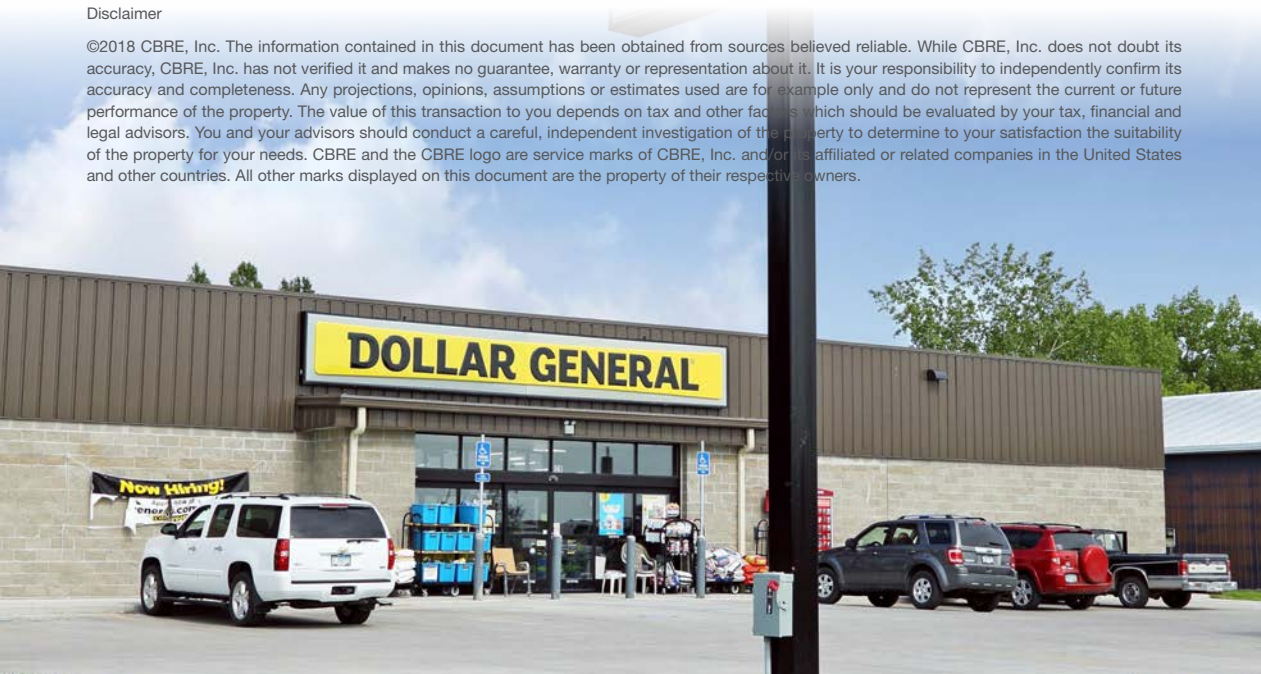 Disclaimer
©2018 CBRE, Inc. The information contained in this document has been obtained from sources believed reliable. While CBRE, Inc. does not doubt its
accuracy, CBRE, Inc. has not verified it and makes no guarantee, warranty or representation about it. It is your responsibility to independently confirm its
accuracy and completeness. Any projections, opinions, assumptions or estimates used are for example only and do not represent the current or future
performance of the property. The value of this transaction to you depends on tax and other factors which should be evaluated by your tax, financial and
legal advisors. You and your advisors should conduct a careful, independent investigation of the property to determine to your satisfaction the suitability
of the property for your needs. CBRE and the CBRE logo are service marks of CBRE, Inc. and/or its affiliated or related companies in the United States
and other countries. All other marks displayed on this document are the property of their respective owners.
DOLLAR GENERAL
Now Hiring!